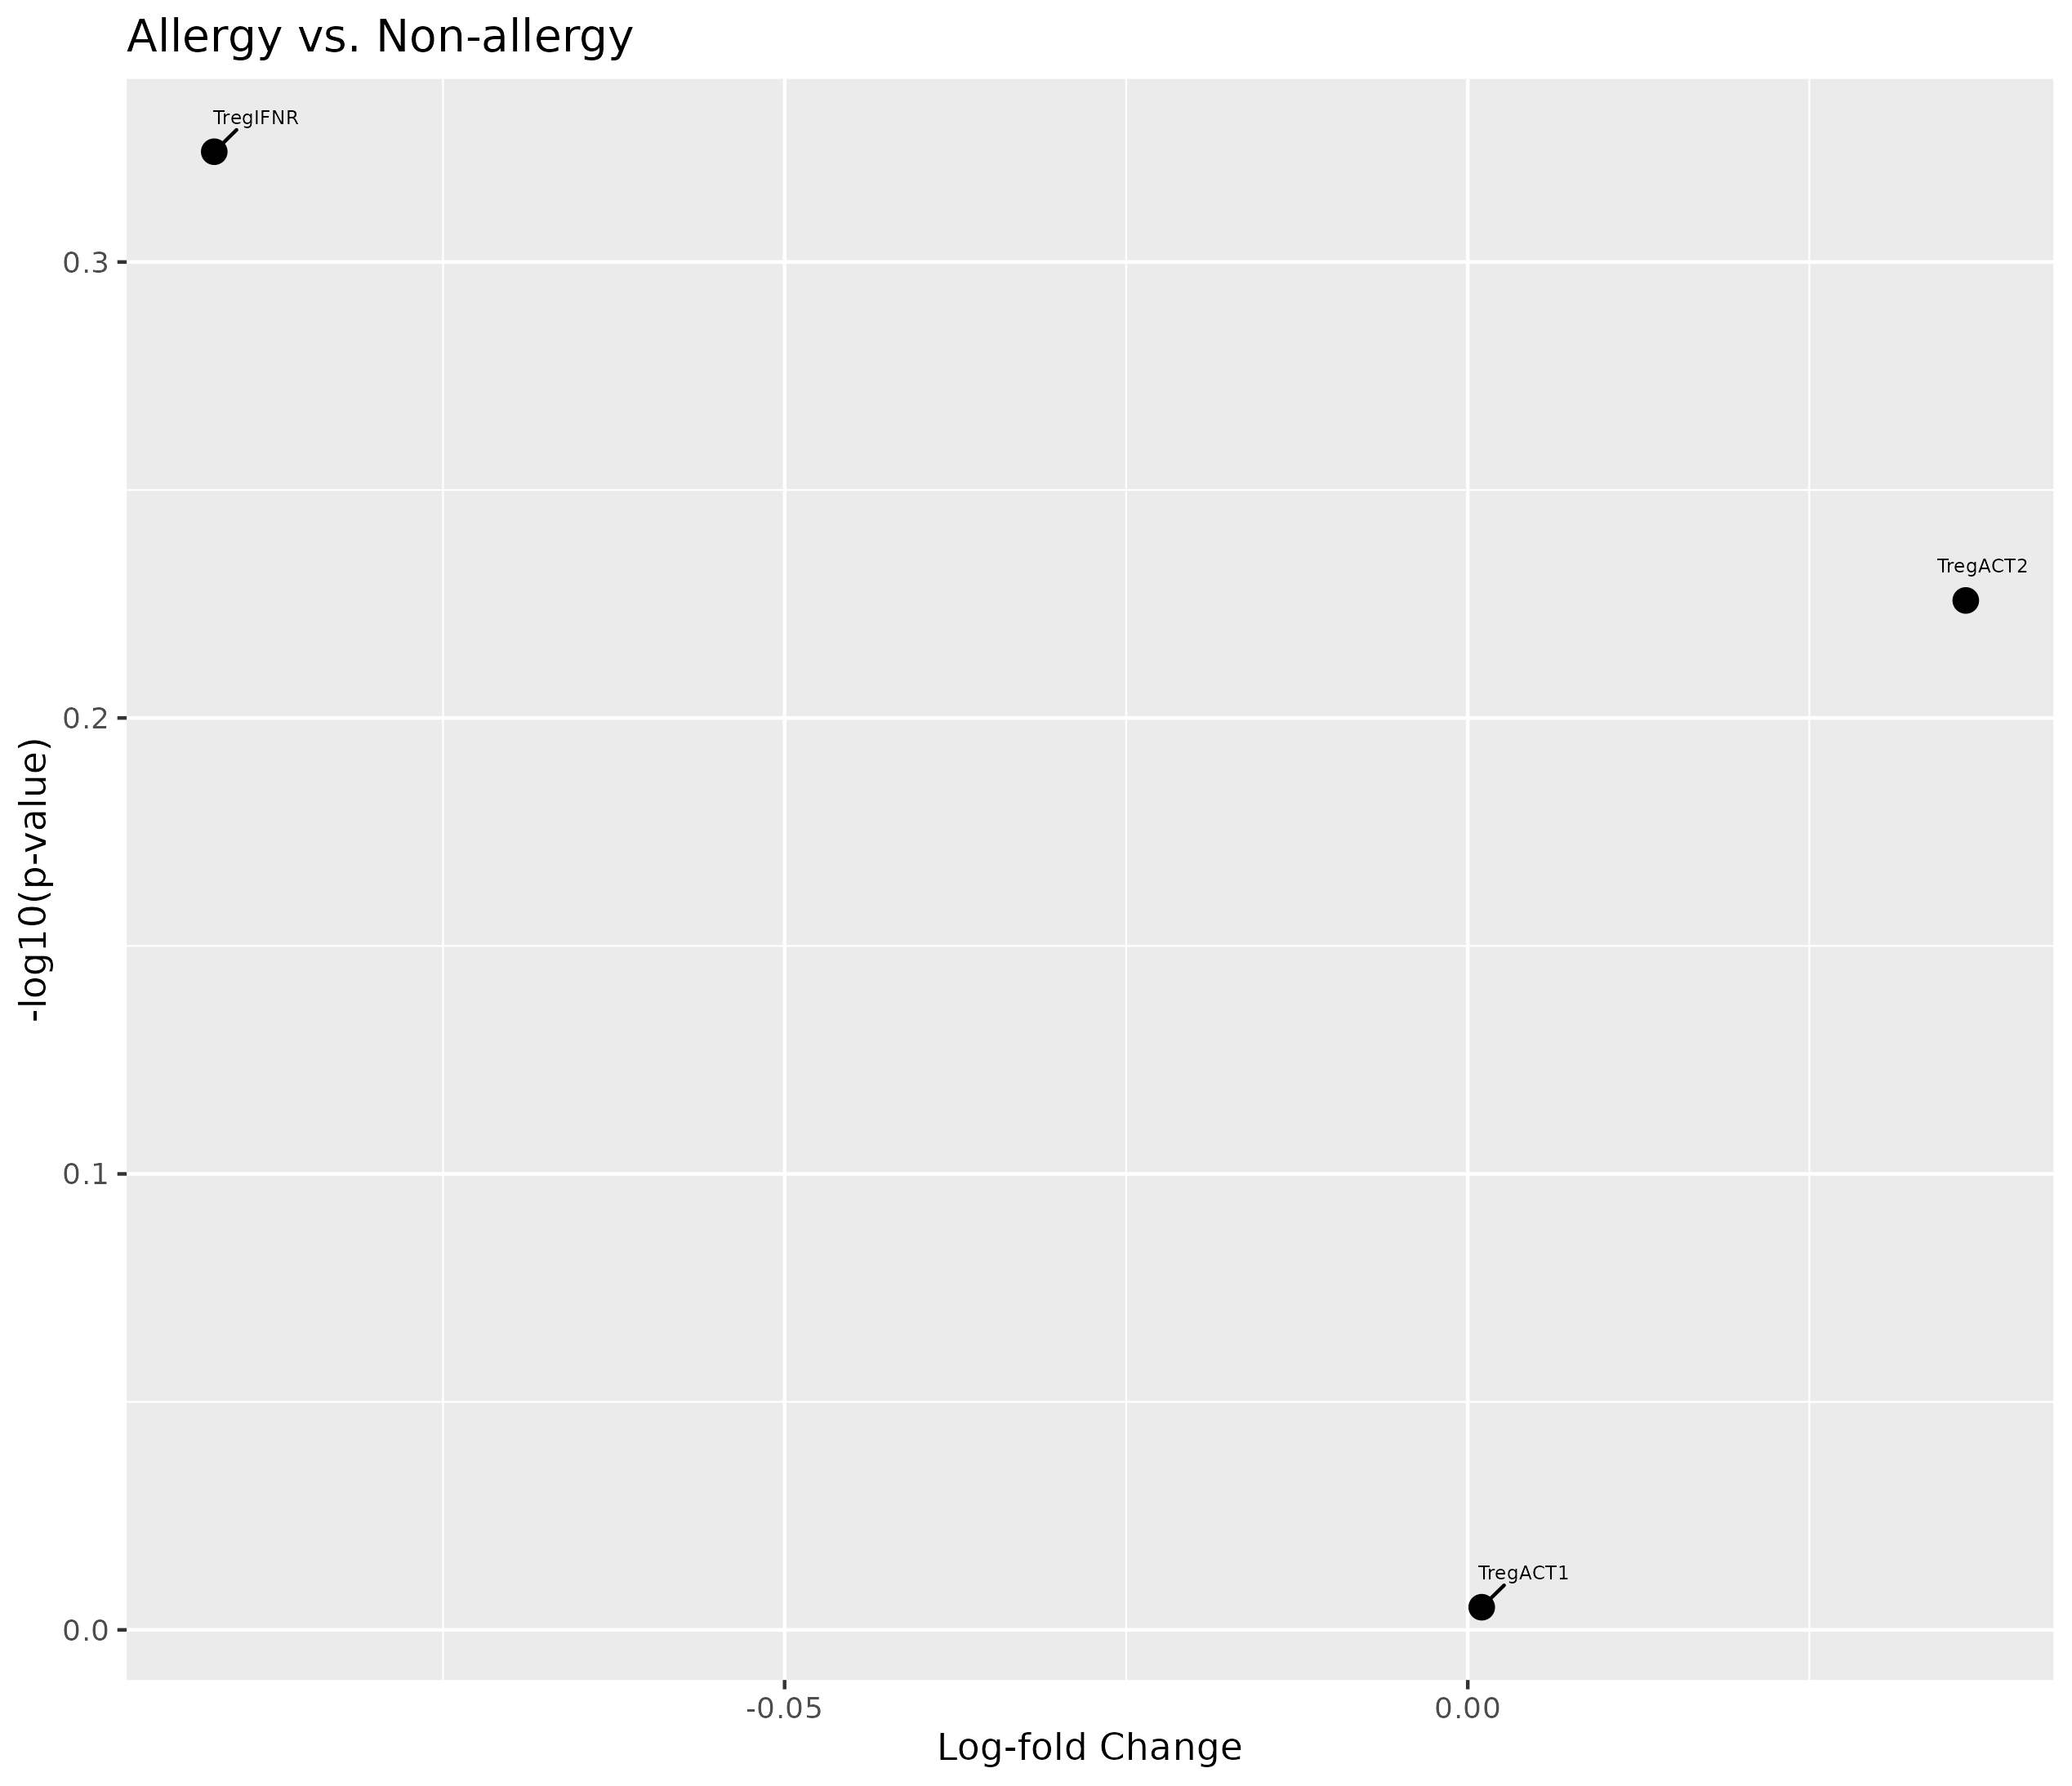 Allergy vs. Non-allergy
TregIFNR
0.3
TregACT2
0.2
-log10(p-value)
0.1
TregACT1
0.0
-0.05
0.00
Log-fold Change